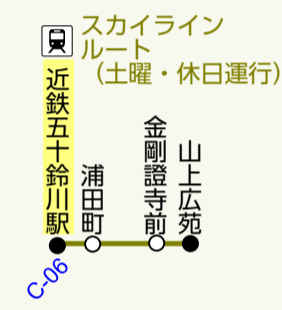 スカイライン
ルート
（土曜・休日運行）
近鉄五十鈴川駅
浦田町
金剛證寺前
山上広苑
C-06